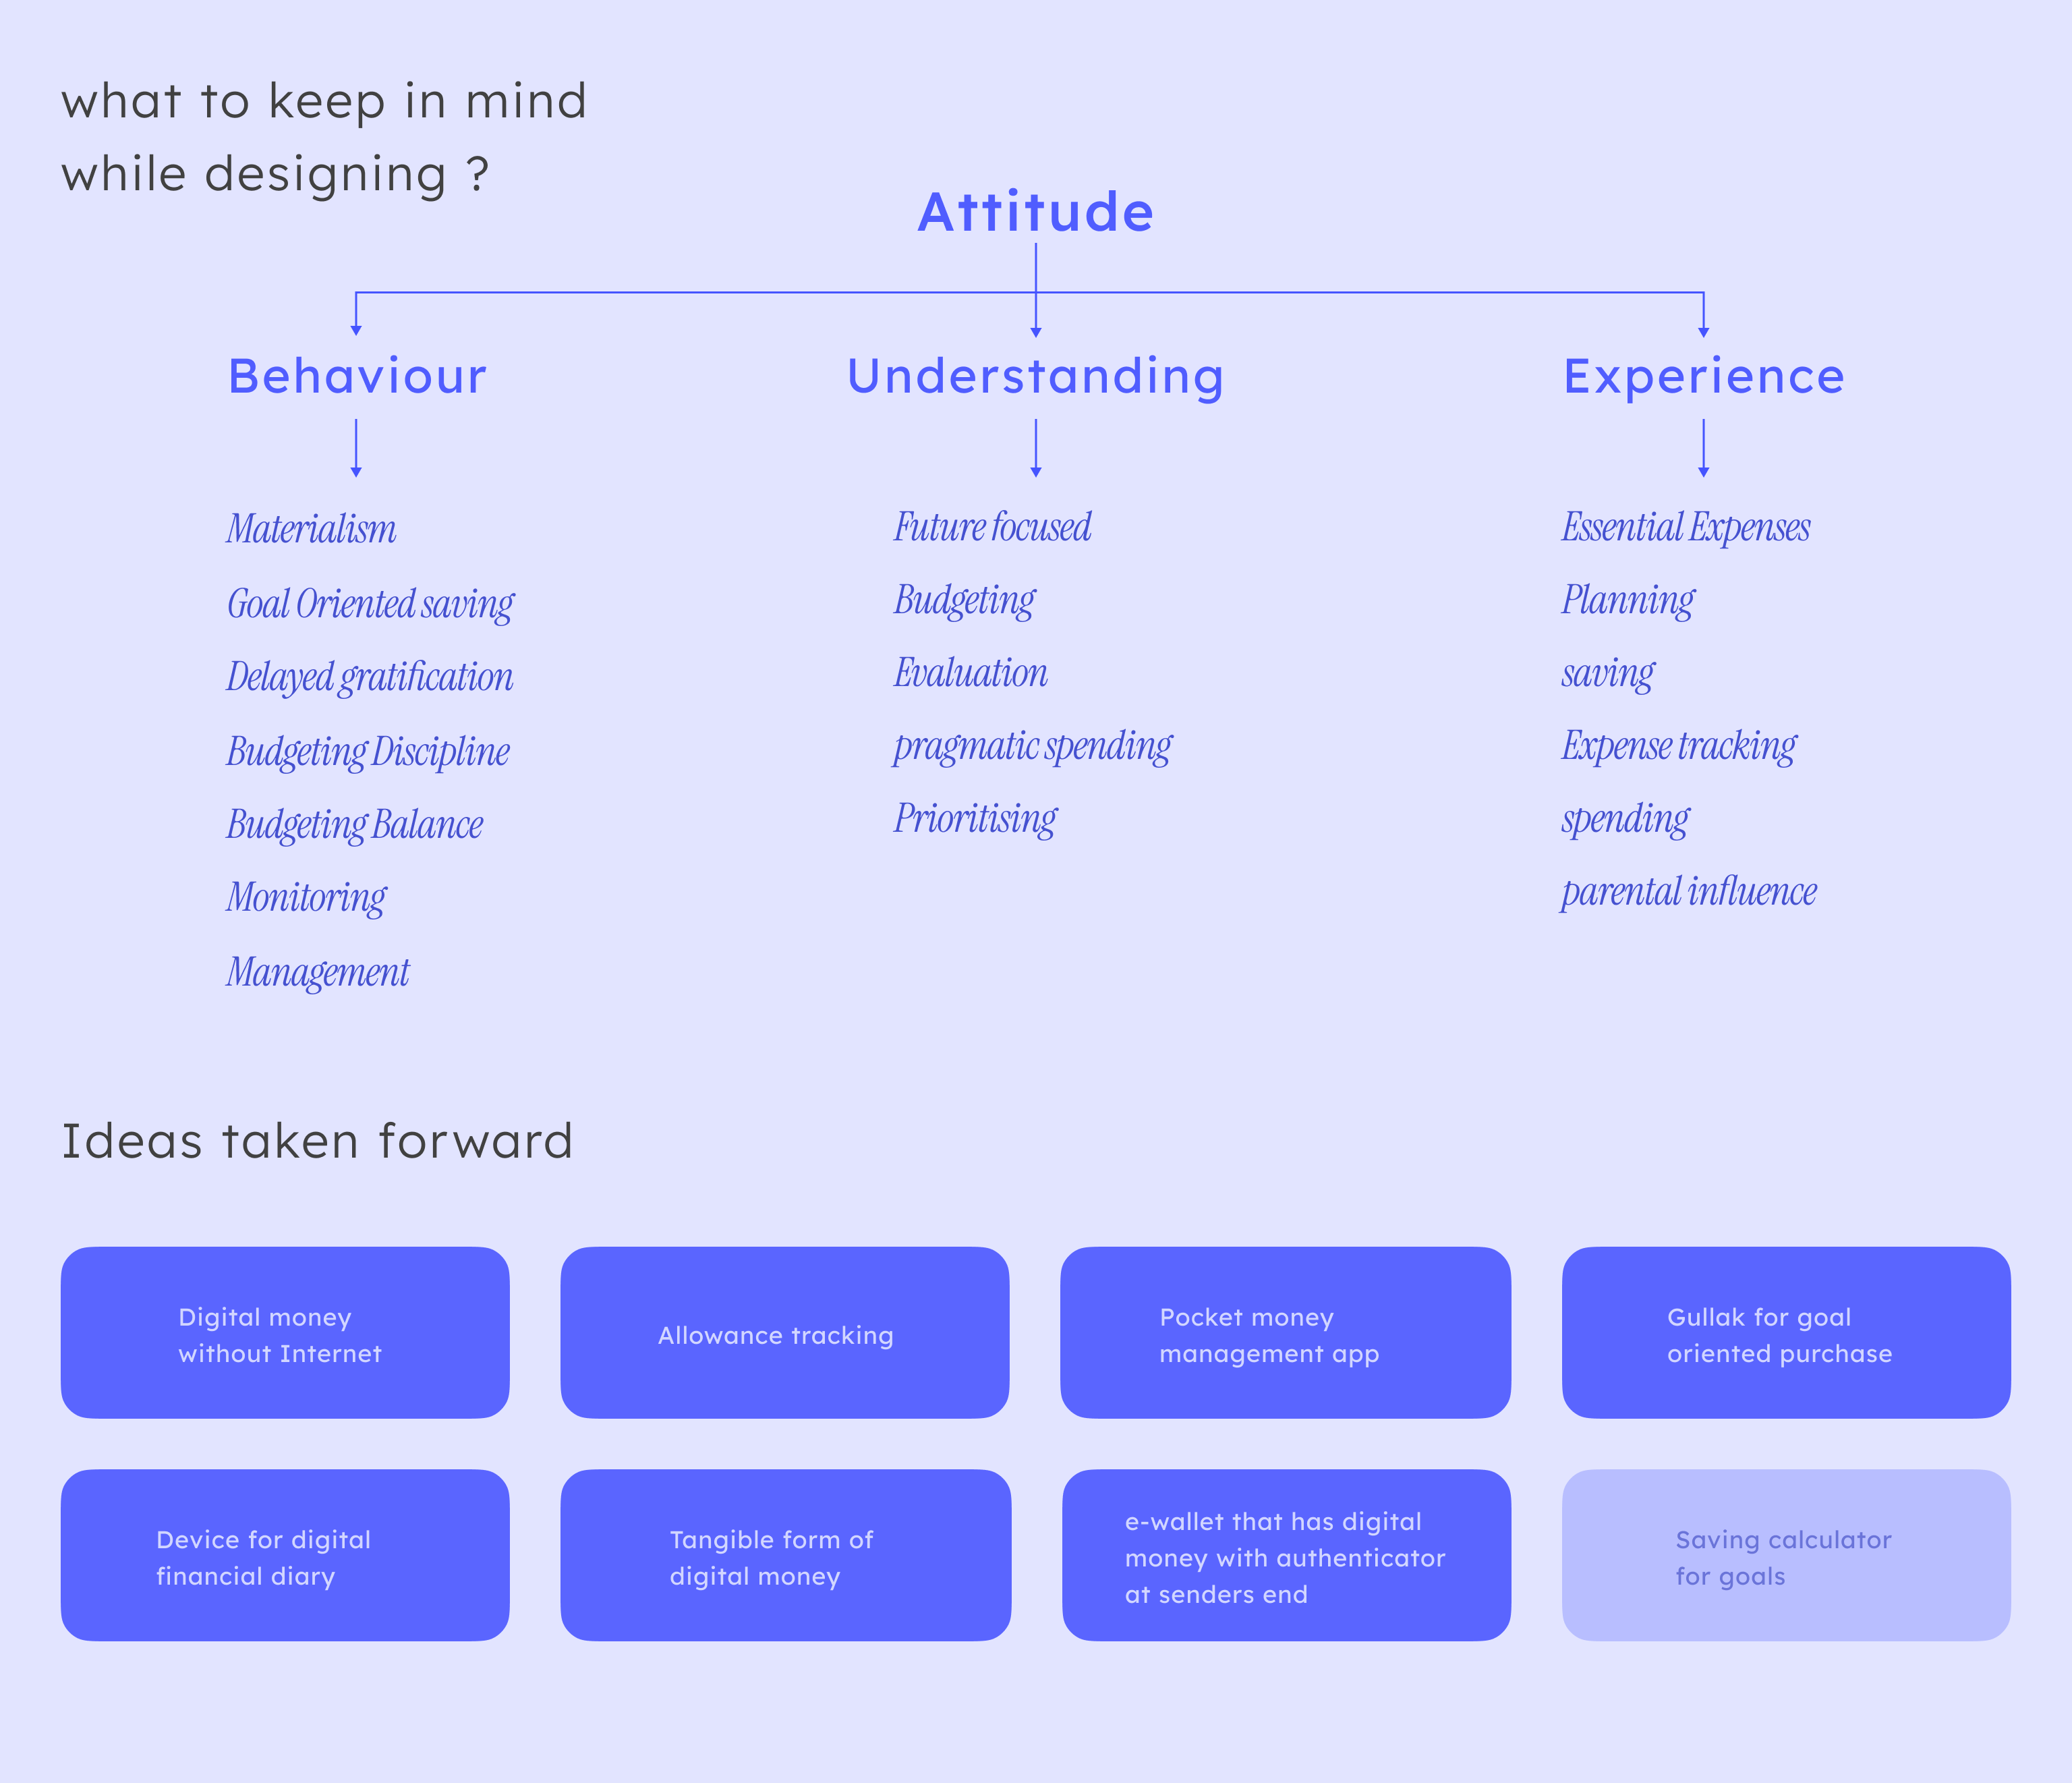 what to keep in mind
while designing ?
Attitude
Behaviour
Understanding
Experience
Materialism
Goal Oriented saving
Delayed gratification
Budgeting Discipline
Budgeting Balance
Monitoring
Management
Future focused
Budgeting
Evaluation
pragmatic spending
Prioritising
Essential Expenses
Planning
saving
Expense tracking
spending
parental influence
Ideas taken forward
Digital money
without Internet
Allowance tracking
Pocket money
management app
Gullak for goal
oriented purchase
Device for digital
financial diary
Tangible form of
digital money
e-wallet that has digital
money with authenticator
at senders end
Saving calculator
for goals